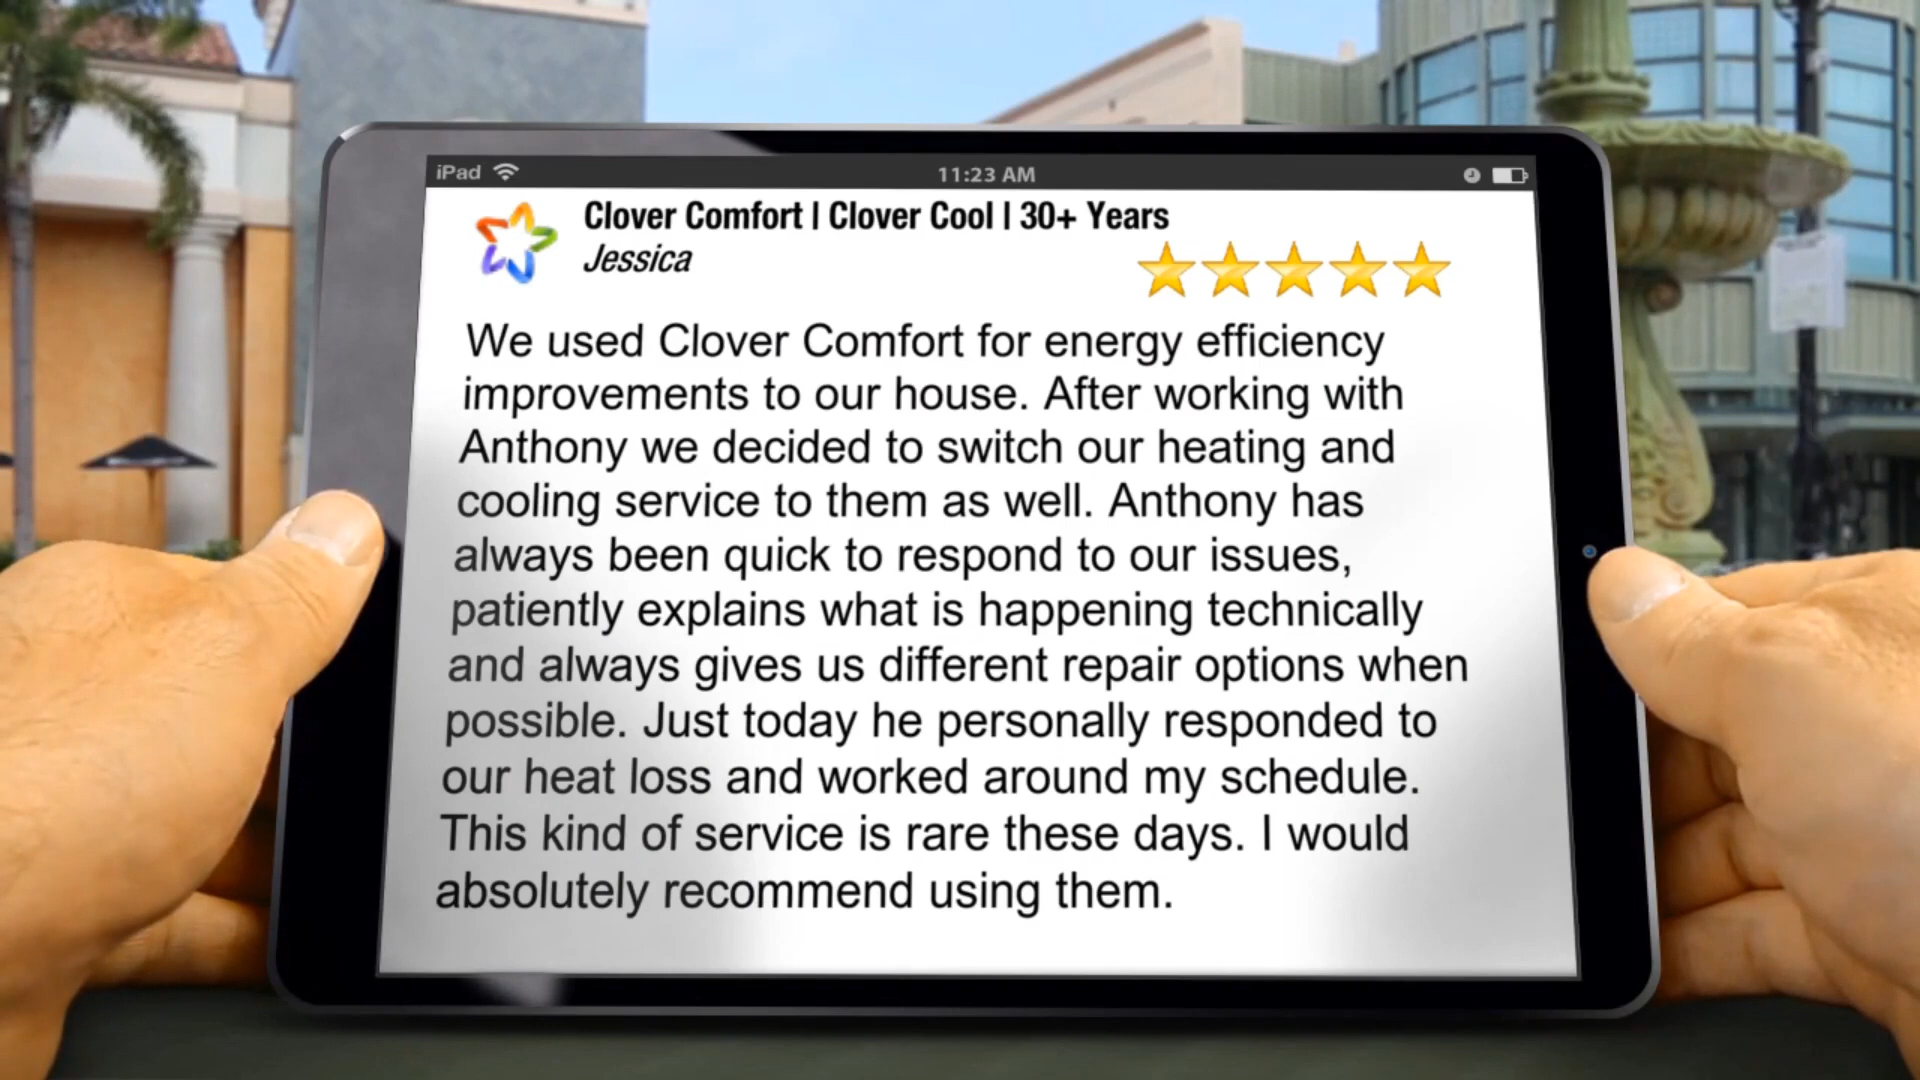 iPad
11:23 AM
Clover Comfort | Clover Cool | 30+ Years
Jessica
We used Clover Comfort for energy efficiency
improvements to our house. After working with
Anthony we decided to switch our heating and
cooling service to them as well. Anthony has
always been quick to respond to our issues,
patiently explains what is happening technically
and always gives us different repair options when
possible. Just today he personally responded to
our heat loss and worked around my schedule.
This kind of service is rare these days. I would
absolutely recommend using them.